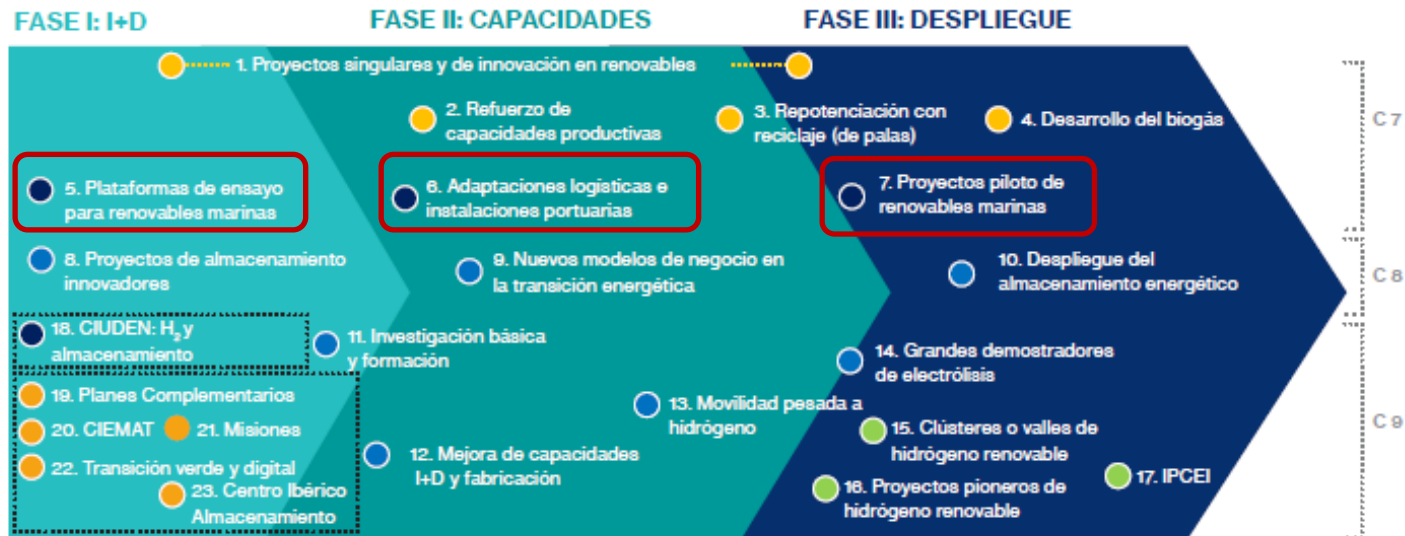 FASE I: I+D
FASE II: CAPACIDADES
FASE III: DESPLIEGUE
1. Proyectos singulares y de innovación en renovables
2. Refuerzo de
capacidades productivas
3. Repotenciación con
reciclaje (de palas)
4. Desarrollo del biogás
C 7
5. Plataformas de ensayo
para renovables marinas
6. Adaptaciones logísticas e
instalaciones portuarias
7. Proyectos piloto de
renovables marinas
8. Proyectos de almacenamiento
innovadores
9. Nuevos modelos de negocio en
la transición energética
10. Despliegue del
almacenamiento energético
C 8
18. CIUDEN: H₂ y
almacenamiento
11. Investigación básica
y formación
14. Grandes demostradores
de electrólisis
19. Planes Complementarios
13. Movilidad pesada a
hidrógeno
20. CIEMAT
21. Misiones
15. Clústeres o valles de
hidrógeno renovable
C 9
22. Transición verde y digital
12. Mejora de capacidades
I+D y fabricación
17. IPCEI
23. Centro Ibérico
Almacenamiento
16. Proyectos pioneros de
hidrógeno renovable